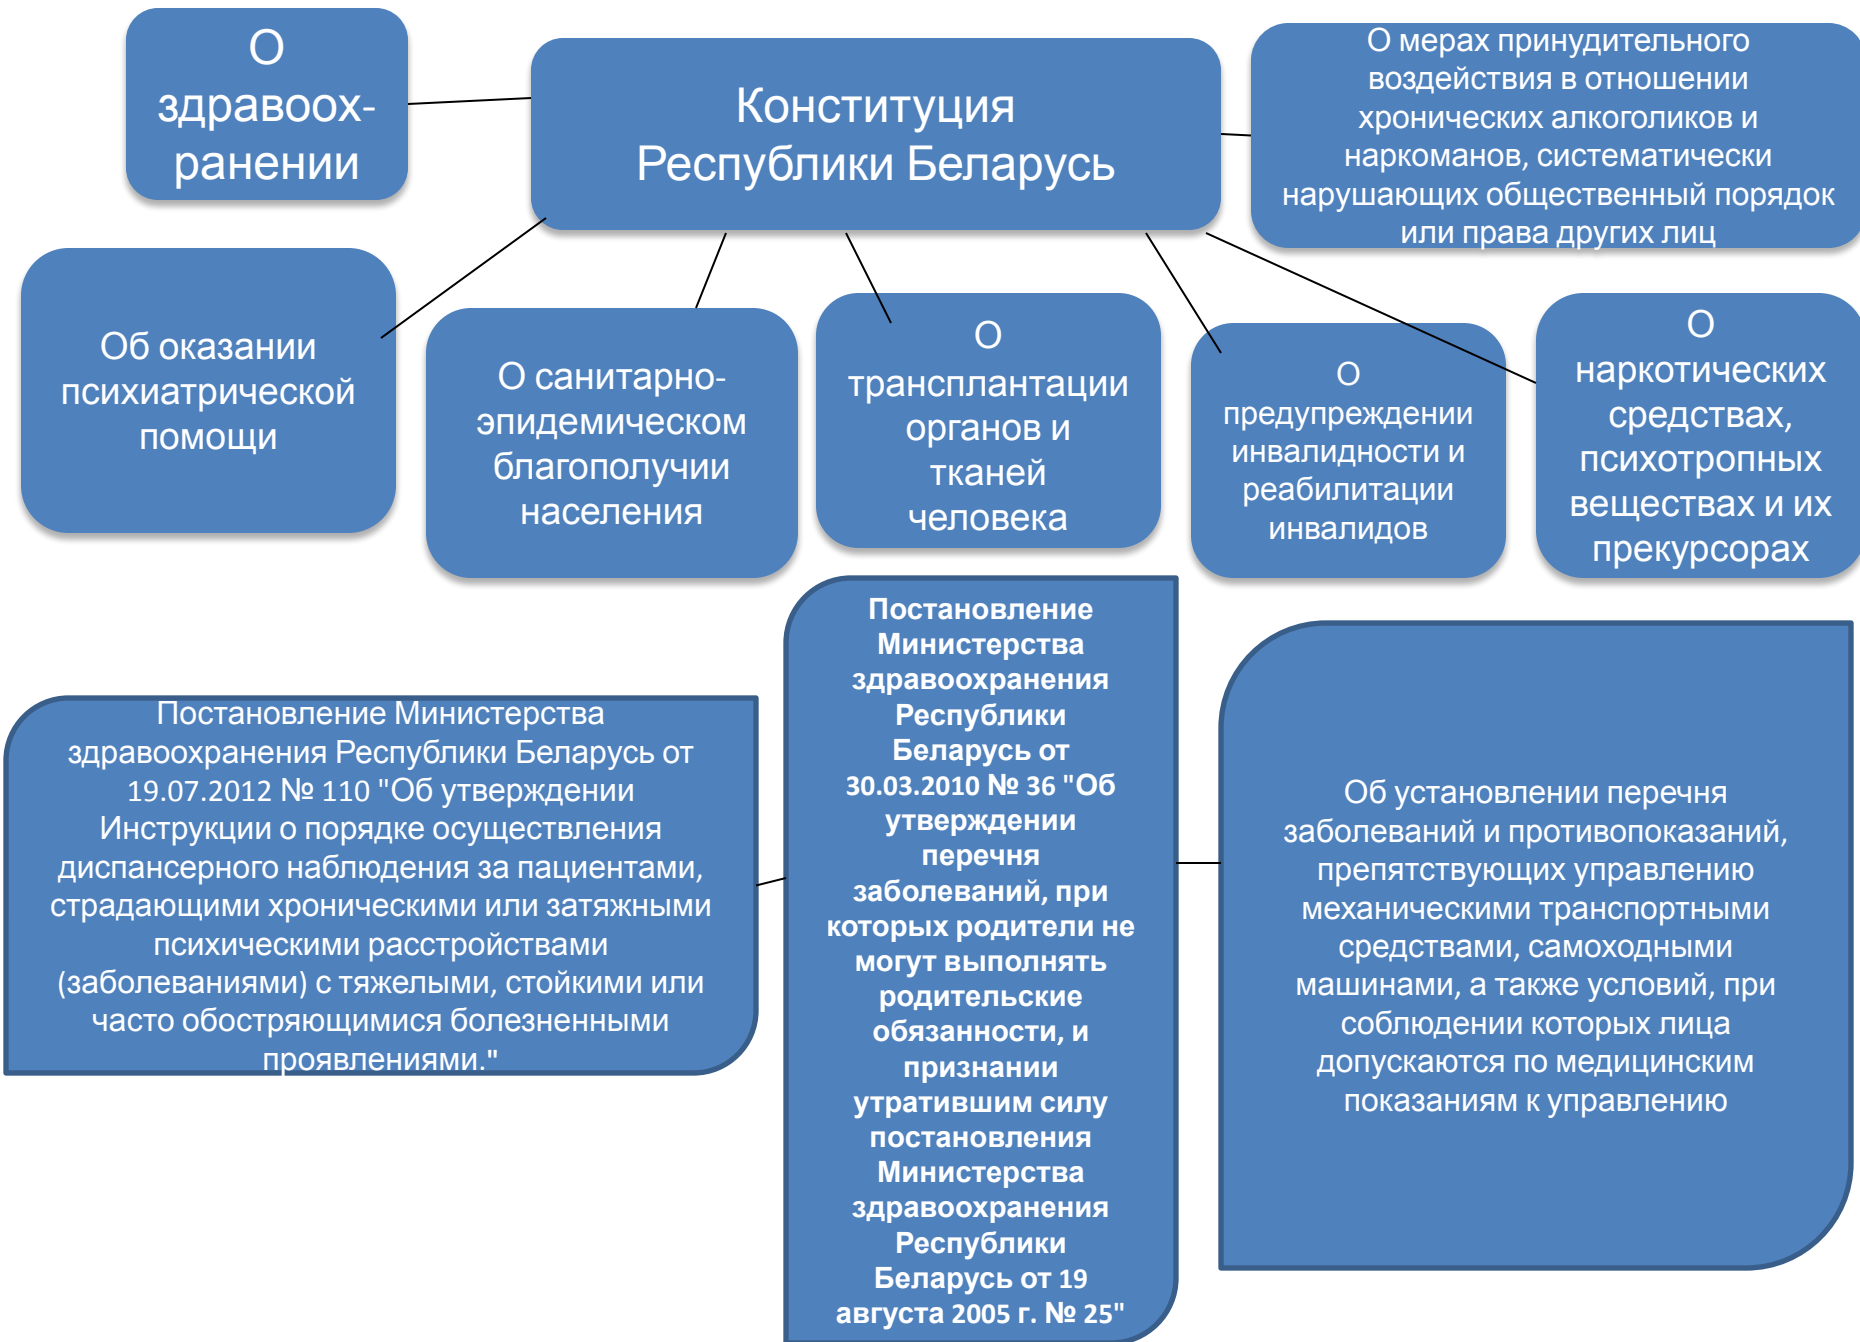 О
здравоох-
ранении
Конституция
Республики Беларусь
О мерах принудительного
воздействия в отношении
хронических алкоголиков и
наркоманов, систематически
нарушающих общественный порядок
или права других лиц
Об оказании
психиатрической
помощи
О санитарно-
эпидемическом
благополучии
населения
О
трансплантации
органов и
тканей
человека
О
предупреждении
инвалидности и
реабилитации
инвалидов
О
наркотических
средствах,
психотропных
веществах и их
прекурсорах
Постановление Министерства
здравоохранения Республики Беларусь от
19.07.2012 № 110 "Об утверждении
Инструкции о порядке осуществления
диспансерного наблюдения за пациентами,
страдающими хроническими или затяжными
психическими расстройствами
(заболеваниями) с тяжелыми, стойкими или
часто обостряющимися болезненными
проявлениями."
Постановление
Министерства
здравоохранения
Республики
Беларусь от
30.03.2010 № 36 "Об
утверждении
перечня
заболеваний, при
которых родители не
могут выполнять
родительские
обязанности, и
признании
утратившим силу
постановления
Министерства
здравоохранения
Республики
Беларусь от 19
августа 2005 г. № 25"
Об установлении перечня
заболеваний и противопоказаний,
препятствующих управлению
механическими транспортными
средствами, самоходными
машинами, а также условий, при
соблюдении которых лица
допускаются по медицинским
показаниям к управлению